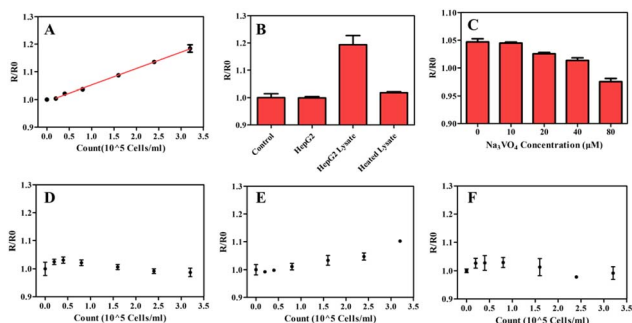 A
R/R0
1.3
1.2
1.1
1.0
0.9
0.0 0.5 1.0 1.5 2.0 2.5 3.0 3.5
Count(10^5 Cells/ml)
B
R/R0
1.3
1.2
1.1
1.0
0.9
Control
HepG2
HepG2 Lysate
Heated Lysate
C
R/R0
1.10
1.05
1.00
0.95
0.90
0 10 20 40 80
Na₃VO₄ Concentration (μM)
D
R/R0
1.3
1.2
1.1
1.0
0.9
0.0 0.5 1.0 1.5 2.0 2.5 3.0 3.5
Count (10^5 Cells/ml)
E
R/R0
1.3
1.2
1.1
1.0
0.9
0.0 0.5 1.0 1.5 2.0 2.5 3.0 3.5
Count (10^5 Cells/ml)
F
R/R0
1.3
1.2
1.1
1.0
0.9
0.0 0.5 1.0 1.5 2.0 2.5 3.0 3.5
Count (10^5 Cells/ml)